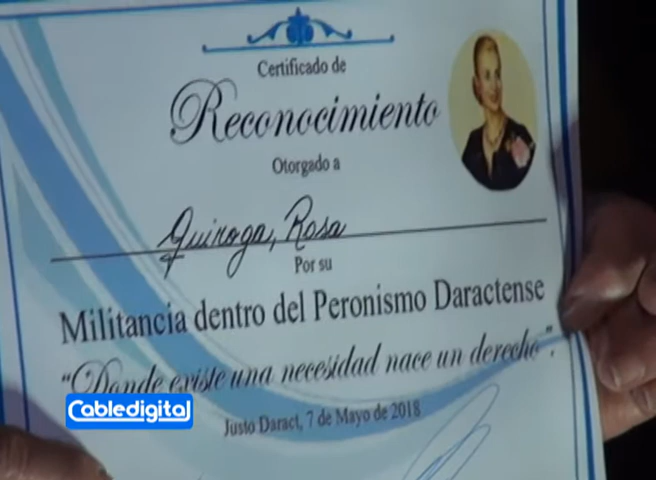 Certificado de
Reconocimiento
Otorgado a
Quiroga, Rosa
Por su
Militancia dentro del Peronismo Daractense
“Donde existe una necesidad nace un derecho”.
Cabledigital
Justo Daract, 7 de Mayo de 2018